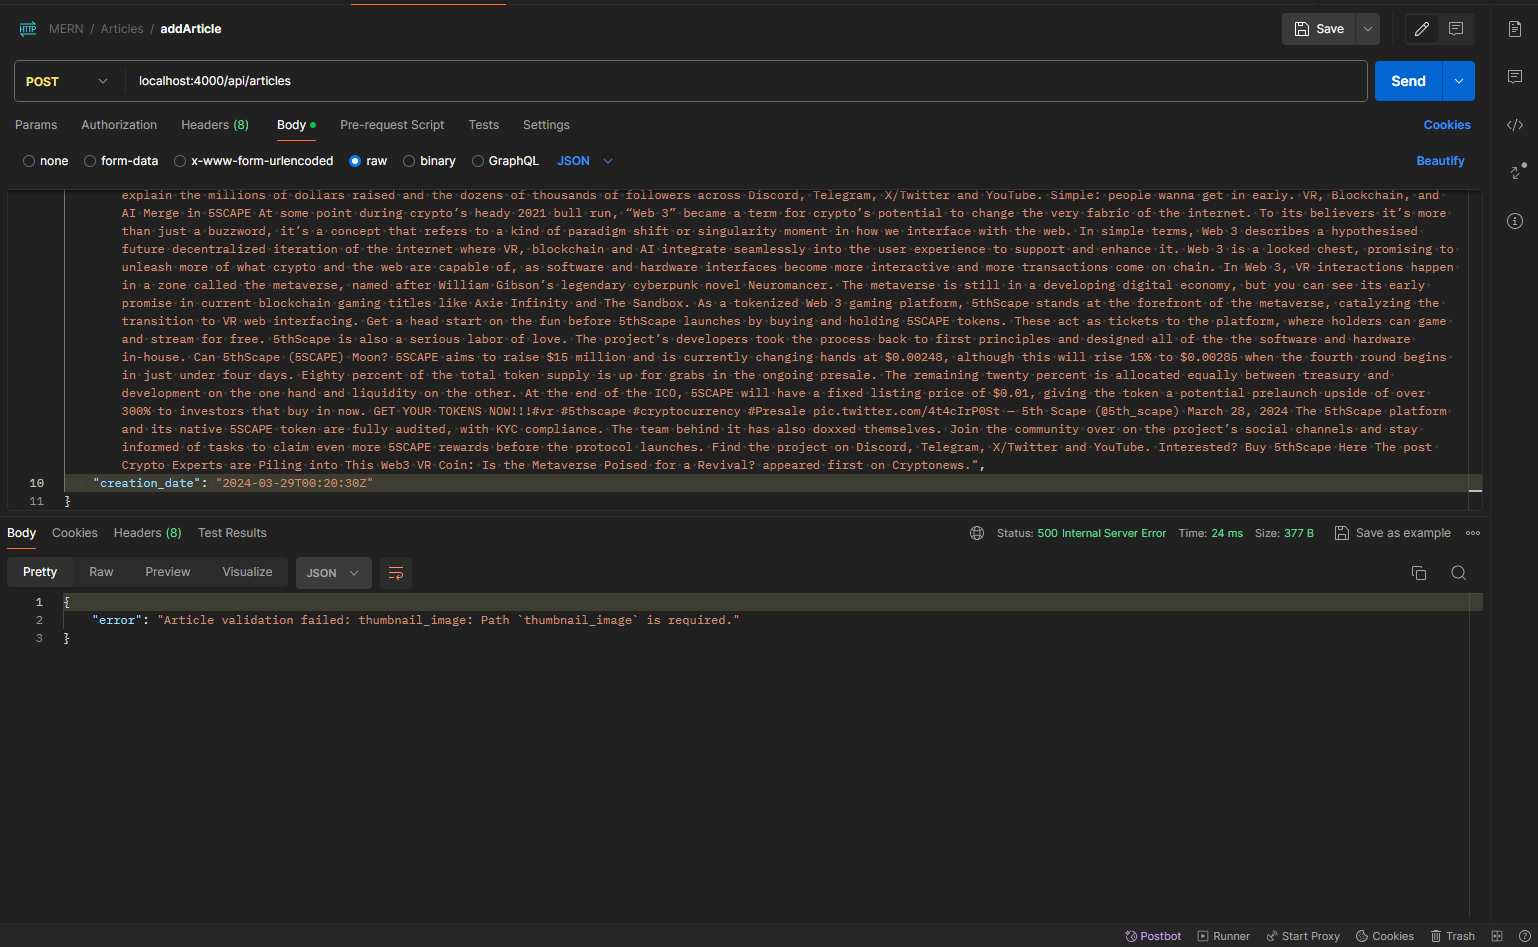 HTTP MERN / Articles / addArticle Save
POST localhost:4000/api/articles Send
Params Authorization Headers (8) Body Pre-request Script Tests Settings Cookies
none form-data x-www-form-urlencoded raw binary GraphQL JSON Beautify
explain the millions of dollars raised and the dozens of thousands of followers across Discord, Telegram, X/Twitter and YouTube. Simple: people wanna get in early. VR, Blockchain, and
AI Merge in 5SCAPE At some point during crypto’s heady 2021 bull run, “Web 3” became a term for crypto’s potential to change the very fabric of the internet. To its believers it’s more
than just a buzzword, it’s a concept that refers to a kind of paradigm shift or singularity moment in how we interface with the web. In simple terms, Web 3 describes a hypothesised
future decentralized iteration of the internet where VR, blockchain and AI integrate seamlessly into the user experience to support and enhance it. Web 3 is a locked chest, promising to
unleash more of what crypto and the web are capable of, as software and hardware interfaces become more interactive and more transactions come on chain. In Web 3, VR interactions happen
in a zone called the metaverse, named after William Gibson’s legendary cyberpunk novel Neuromancer. The metaverse is still in a developing digital economy, but you can see its early
promise in current blockchain gaming titles like Axie Infinity and The Sandbox. As a tokenized Web 3 gaming platform, 5thScape stands at the forefront of the metaverse, catalyzing the
transition to VR web interfacing. Get a head start on the fun before 5thScape launches by buying and holding 5SCAPE tokens. These act as tickets to the platform, where holders can game
and stream for free. 5thScape is also a serious labor of love. The project’s developers took the process back to first principles and designed all of the the software and hardware
in-house. Can 5thScape (5SCAPE) Moon? 5SCAPE aims to raise $15 million and is currently changing hands at $0.00248, although this will rise 15% to $0.00285 when the fourth round begins
in just under four days. Eighty percent of the total token supply is up for grabs in the ongoing presale. The remaining twenty percent is allocated equally between treasury and
development on the one hand and liquidity on the other. At the end of the ICO, 5SCAPE will have a fixed listing price of $0.01, giving the token a potential prelaunch upside of over
300% to investors that buy in now. GET YOUR TOKENS NOW!!!#vr #5thscape #cryptocurrency #Presale pic.twitter.com/4t4cIrP0St — 5th Scape (@5th_scape) March 28, 2024 The 5thScape platform
and its native 5SCAPE token are fully audited, with KYC compliance. The team behind it has also doxxed themselves. Join the community over on the project’s social channels and stay
informed of tasks to claim even more 5SCAPE rewards before the protocol launches. Find the project on Discord, Telegram, X/Twitter and YouTube. Interested? Buy 5thScape Here The post
Crypto Experts are Piling into This Web3 VR Coin: Is the Metaverse Poised for a Revival? appeared first on Cryptonews.",
10 "creation_date": "2024-03-29T00:20:30Z"
11 }
Body Cookies Headers (8) Test Results Status: 500 Internal Server Error Time: 24 ms Size: 377 B Save as example
Pretty Raw Preview Visualize JSON
1 {
2 "error": "Article validation failed: thumbnail_image: Path `thumbnail_image` is required."
3 }
Postbot Runner Start Proxy Cookies Trash